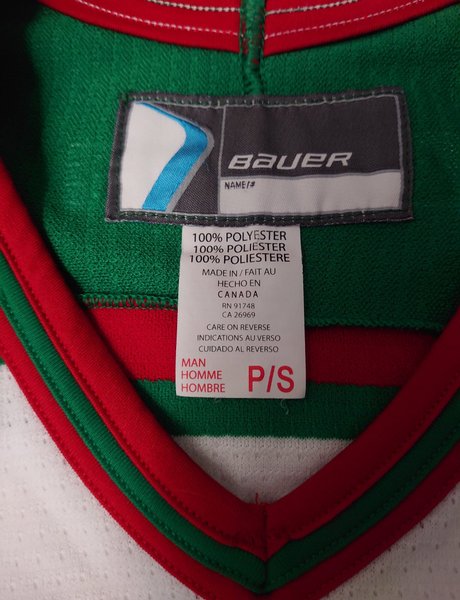 BAUER
NAME/#
100% POLYESTER
100% POLIESTER
100% POLIESTERE
MADE IN / FAIT AU
HECHO EN
CANADA
RN 91748
CA 26969
CARE ON REVERSE
INDICATIONS AU VERSO
CUIDADO AL REVERSO
MAN
HOMME
HOMBRE
P/S